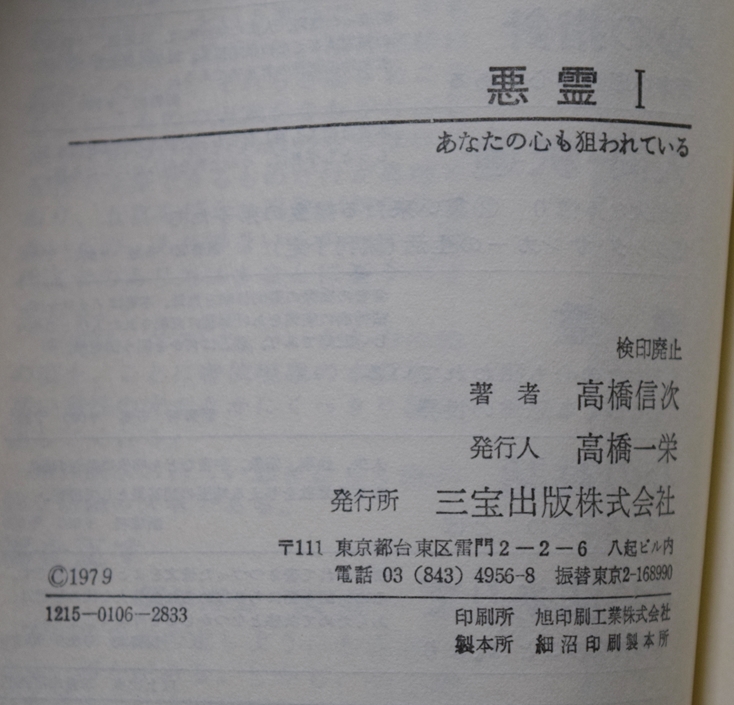 悪霊 I
あなたの心も狙われている
検印廃止
著者 高橋信次
発行人 高橋一栄
発行所 三宝出版株式会社
〒111 東京都台東区雷門2-2-6 八起ビル内
電話 03 (843) 4956-8 振替東京2-168990
©1979
1215-0106-2833
印刷所 旭印刷工業株式会社
製本所 細沼印刷製本所